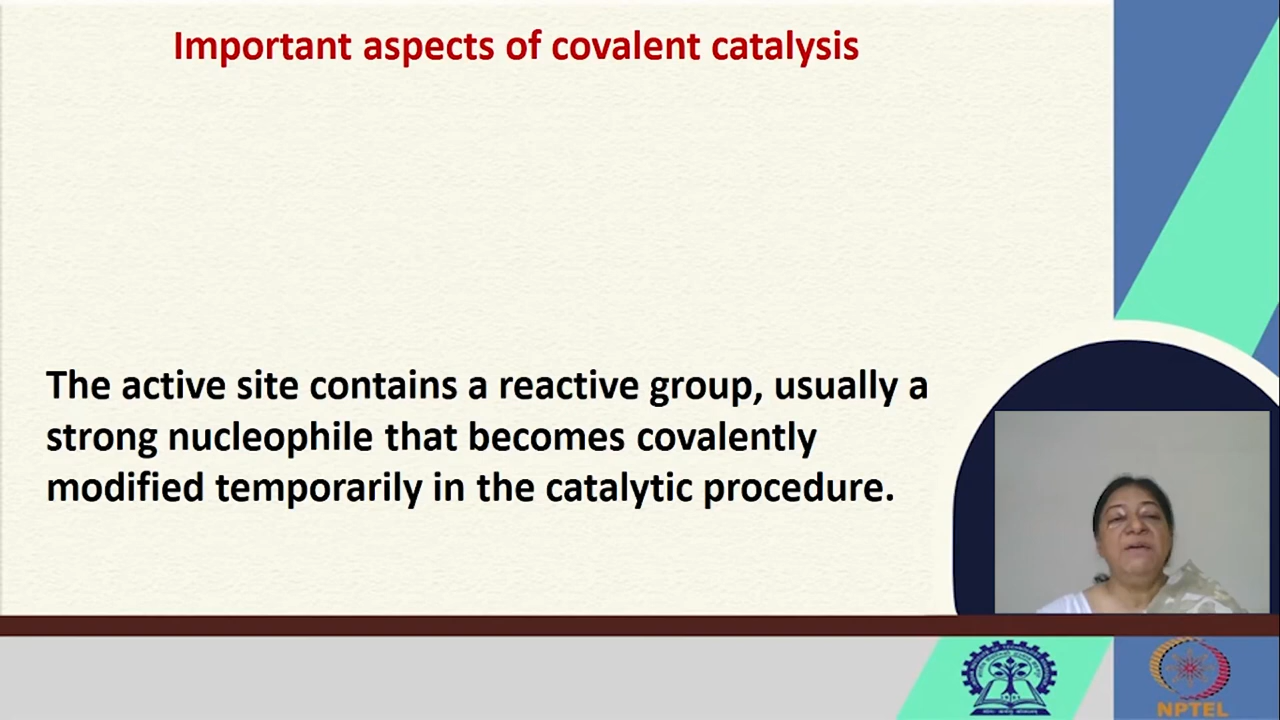 Important aspects of covalent catalysis
The active site contains a reactive group, usually a
strong nucleophile that becomes covalently
modified temporarily in the catalytic procedure.
NPTEL